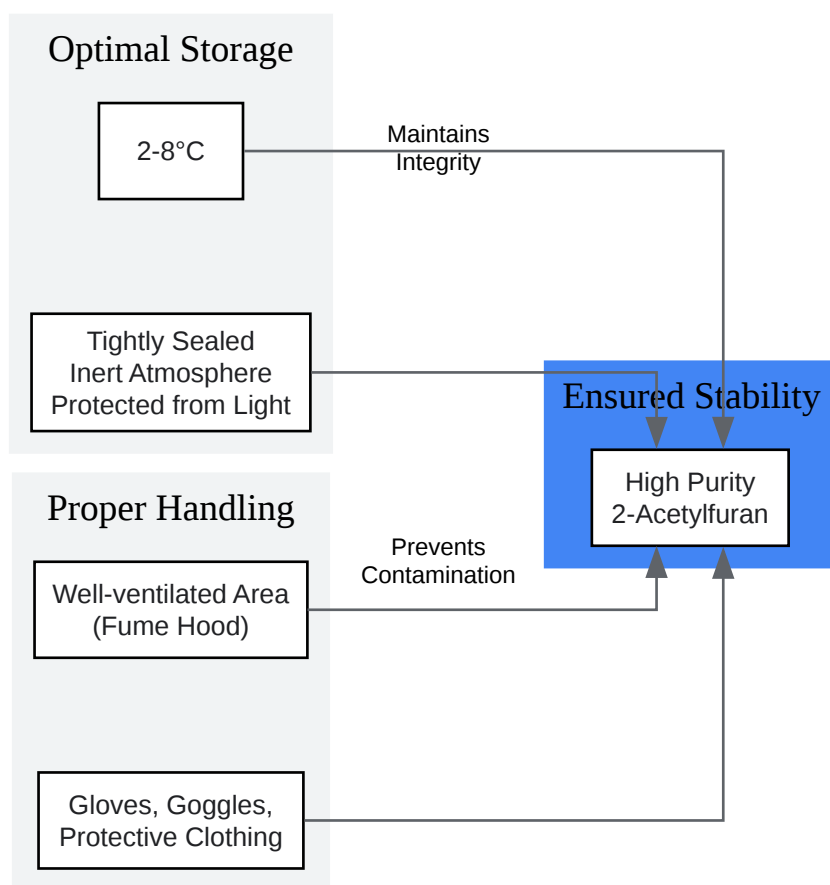 Optimal Storage
2-8°C
Maintains
Integrity
Tightly Sealed
Inert Atmosphere
Protected from Light
Ensured Stability
High Purity
2-Acetylfuran
Proper Handling
Prevents
Contamination
Well-ventilated Area
(Fume Hood)
Gloves, Goggles,
Protective Clothing